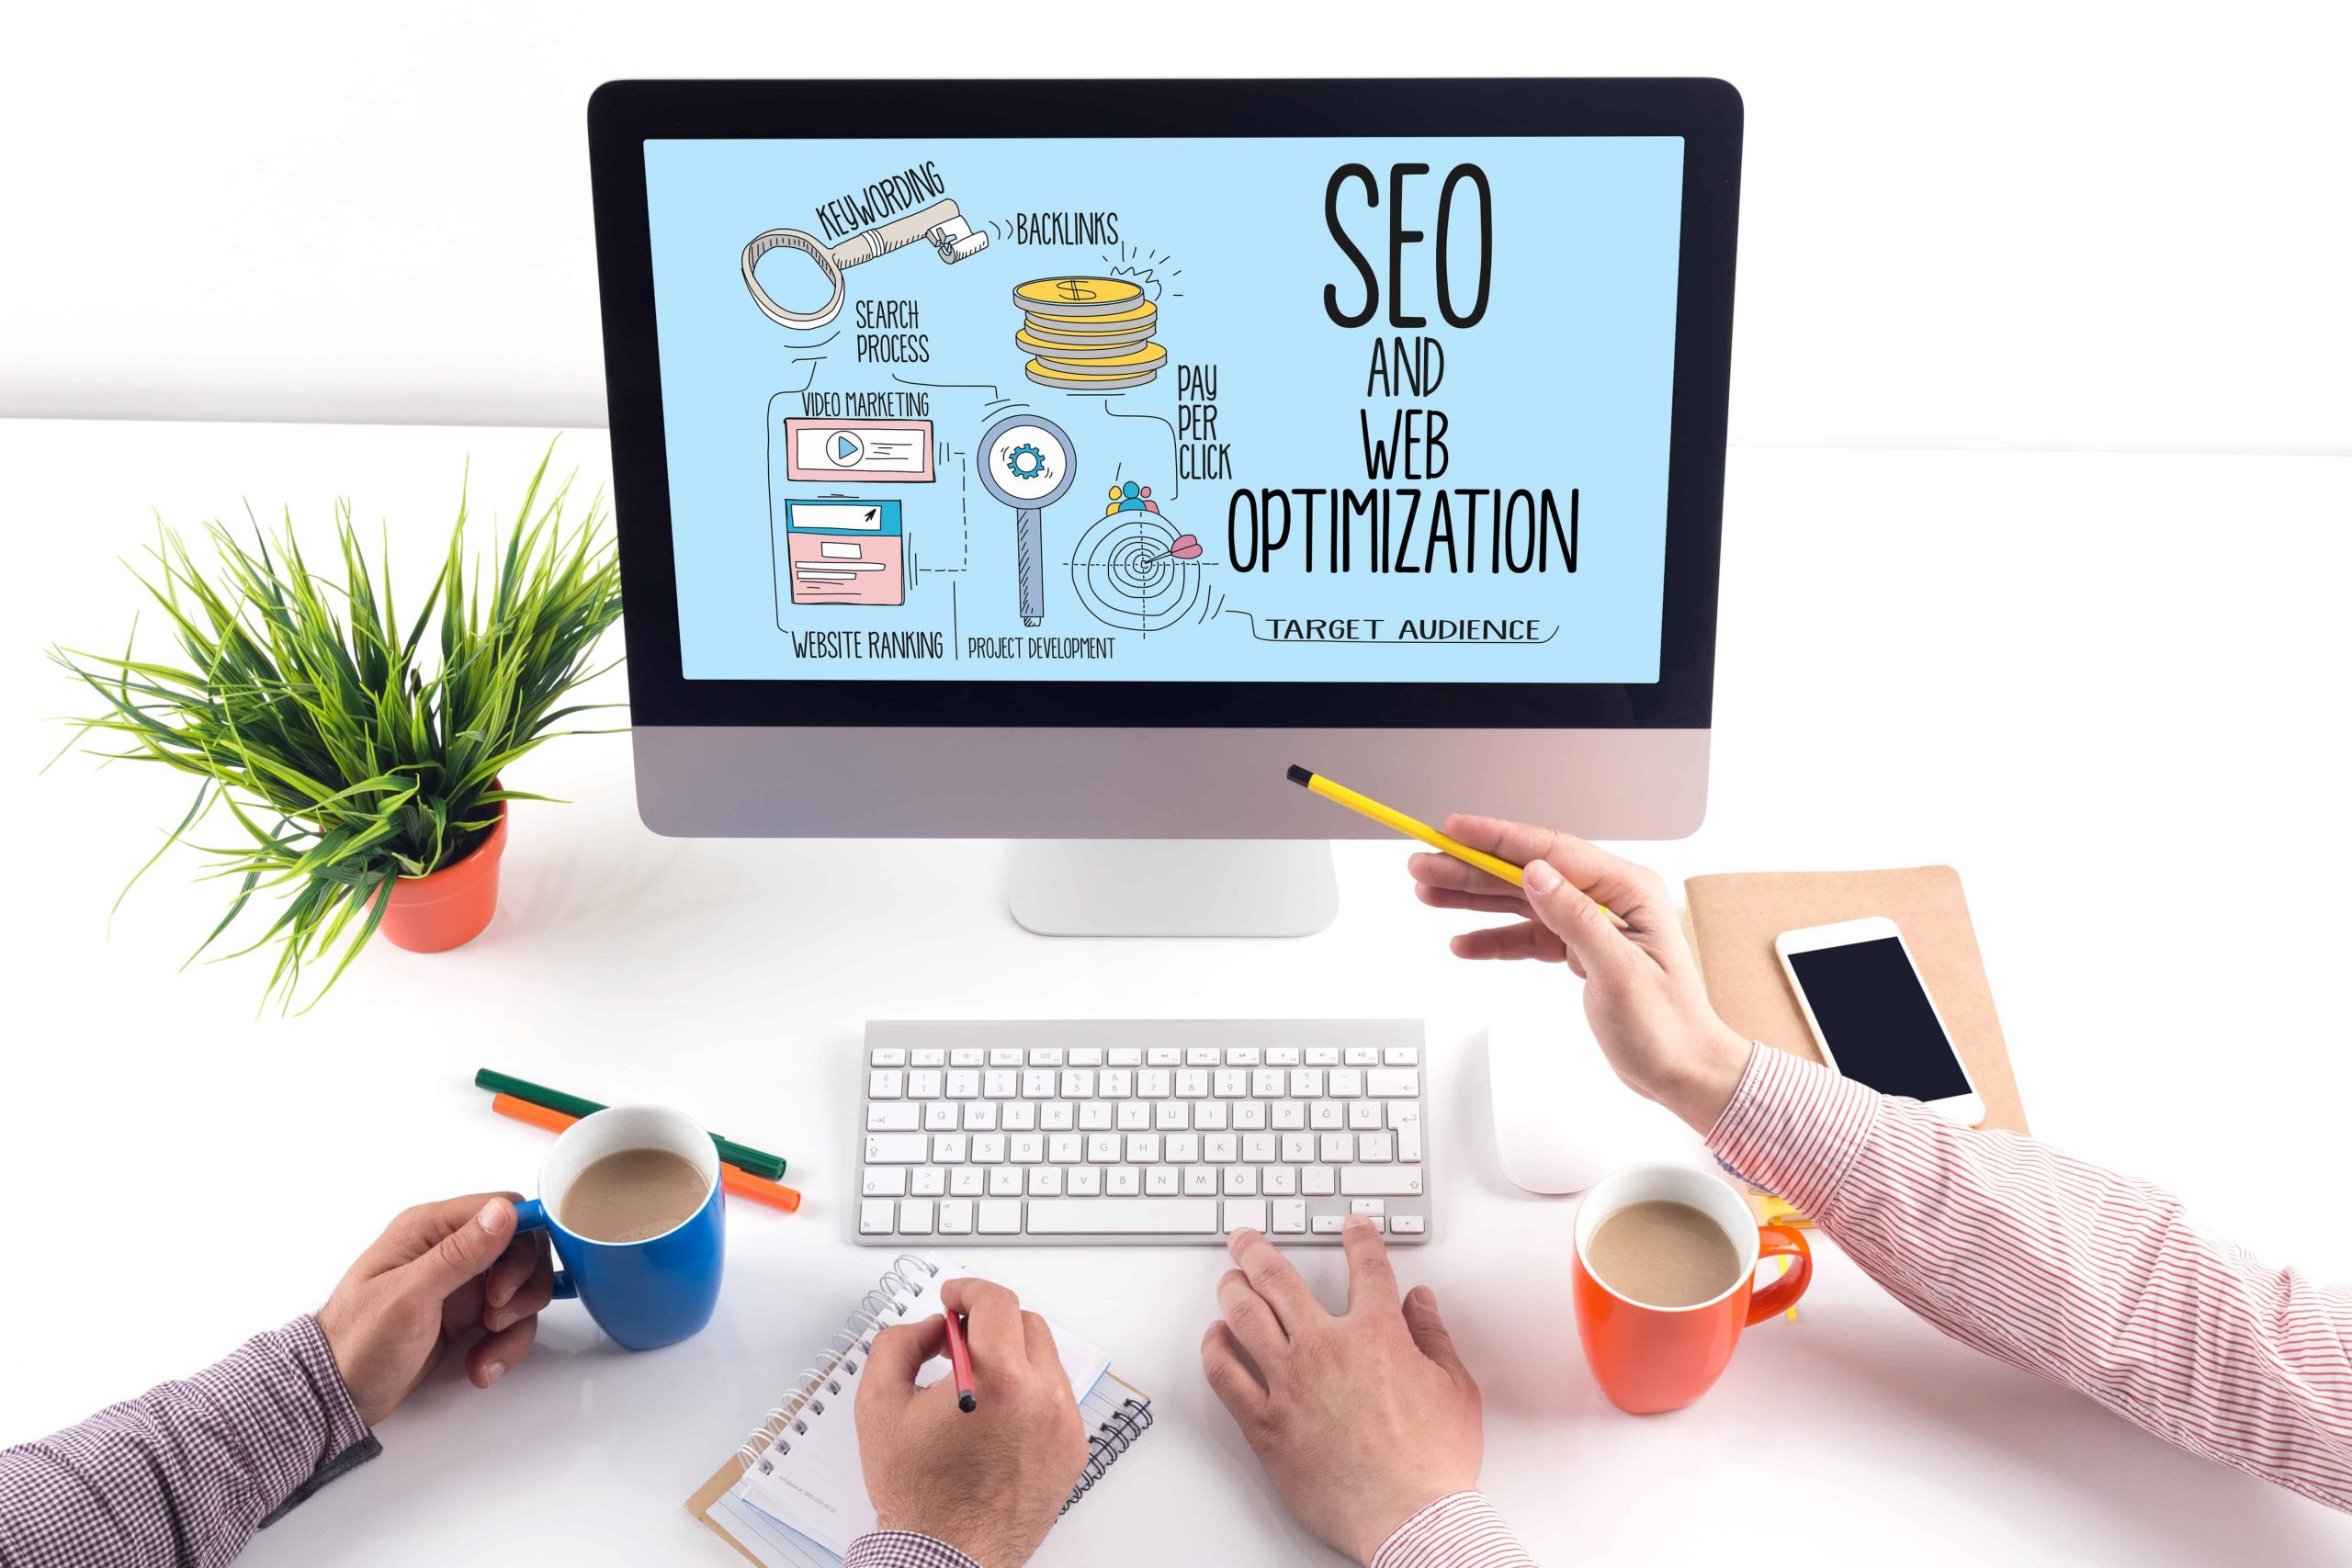 KEYWORDING
BACKLINKS
SEARCH
PROCESS
VIDEO MARKETING
PAY
PER
CLICK
WEBSITE RANKING
PROJECT DEVELOPMENT
SEO
AND
WEB
OPTIMIZATION
TARGET AUDIENCE
$
Q W E R T Y U I O P Ğ Ü
A S D F G H J K L Ş İ
Z X C V B N M Ö Ç